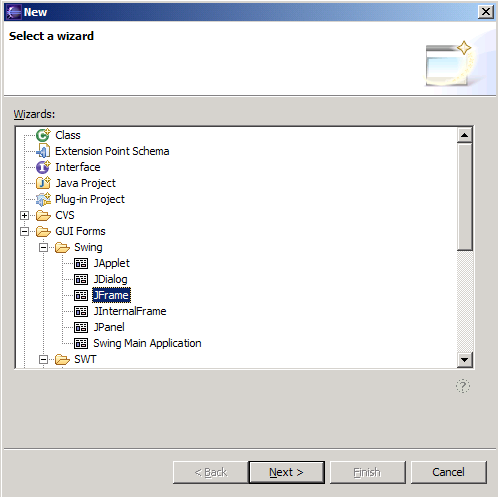 New
Select a wizard
Wizards:
Class
Extension Point Schema
Interface
Java Project
Plug-in Project
CVS
GUI Forms
Swing
JApplet
JDialog
JFrame
JInternalFrame
JPanel
Swing Main Application
SWT
?
< Back Next > Finish Cancel